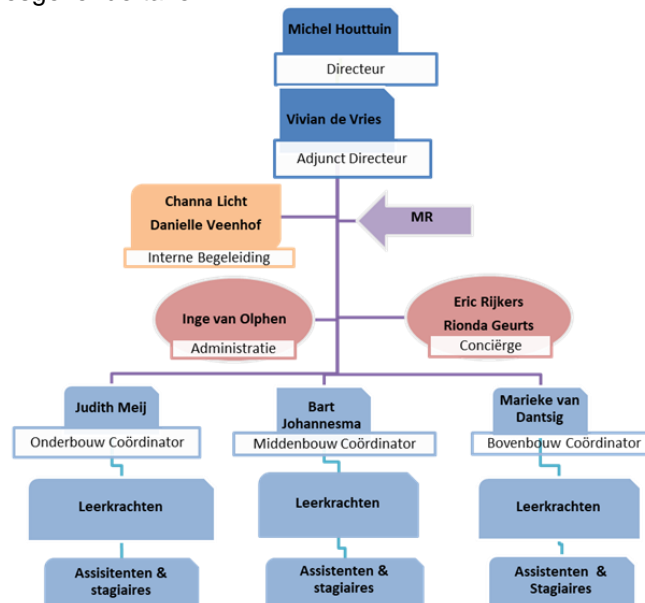 Michel Houttuin
Directeur
Vivian de Vries
Adjunct Directeur
Channa Licht
Danielle Veenhof
Interne Begeleiding
MR
Inge van Olphen
Administratie
Eric Rijkers
Rionda Geurts
Conciërge
Judith Meij
Onderbouw Coördinator
Bart
Johannesma
Middenbouw Coördinator
Marieke van
Dantsig
Bovenbouw Coördinator
Leerkrachten
Leerkrachten
Leerkrachten
Assisitenten &
stagiaires
Assistenten &
stagiaires
Assistenten &
Stagiaires